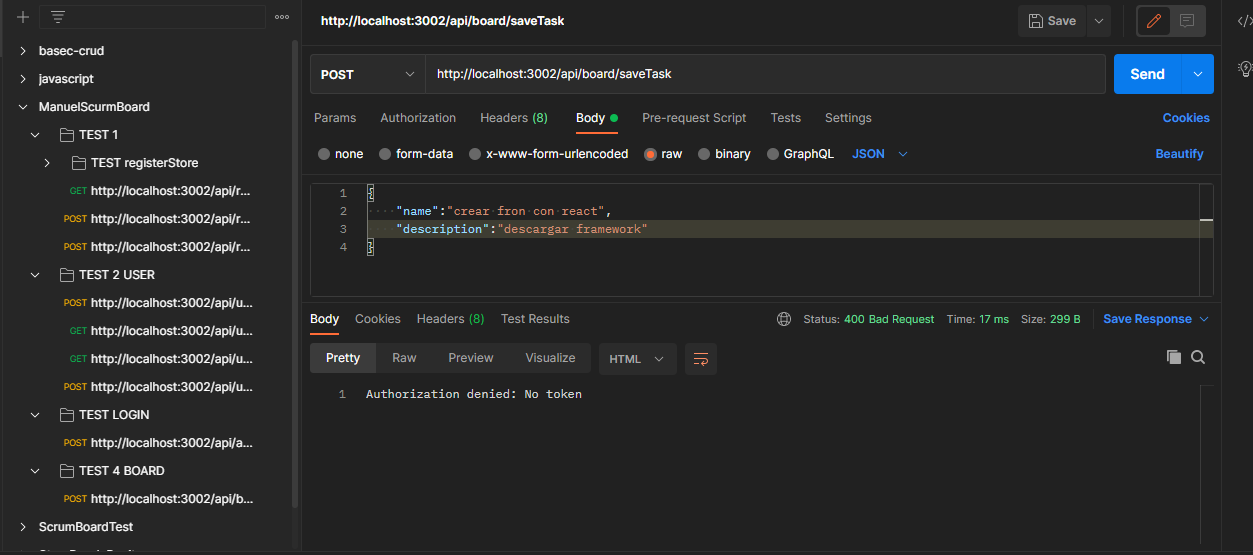 http://localhost:3002/api/board/saveTask
Save
basec-crud
javascript
ManuelScurmBoard
TEST 1
TEST registerStore
GET http://localhost:3002/api/r...
POST http://localhost:3002/api/r...
POST http://localhost:3002/api/r...
TEST 2 USER
POST http://localhost:3002/api/u...
GET http://localhost:3002/api/u...
GET http://localhost:3002/api/u...
POST http://localhost:3002/api/u...
TEST LOGIN
POST http://localhost:3002/api/a...
TEST 4 BOARD
POST http://localhost:3002/api/b...
ScrumBoardTest
POST http://localhost:3002/api/board/saveTask Send
Params Authorization Headers (8) Body Pre-request Script Tests Settings Cookies
none form-data x-www-form-urlencoded raw binary GraphQL JSON Beautify
1 {
2 "name":"crear fron con react",
3 "description":"descargar framework"
4 }
Body Cookies Headers (8) Test Results Status: 400 Bad Request Time: 17 ms Size: 299 B Save Response
Pretty Raw Preview Visualize HTML
1 Authorization denied: No token